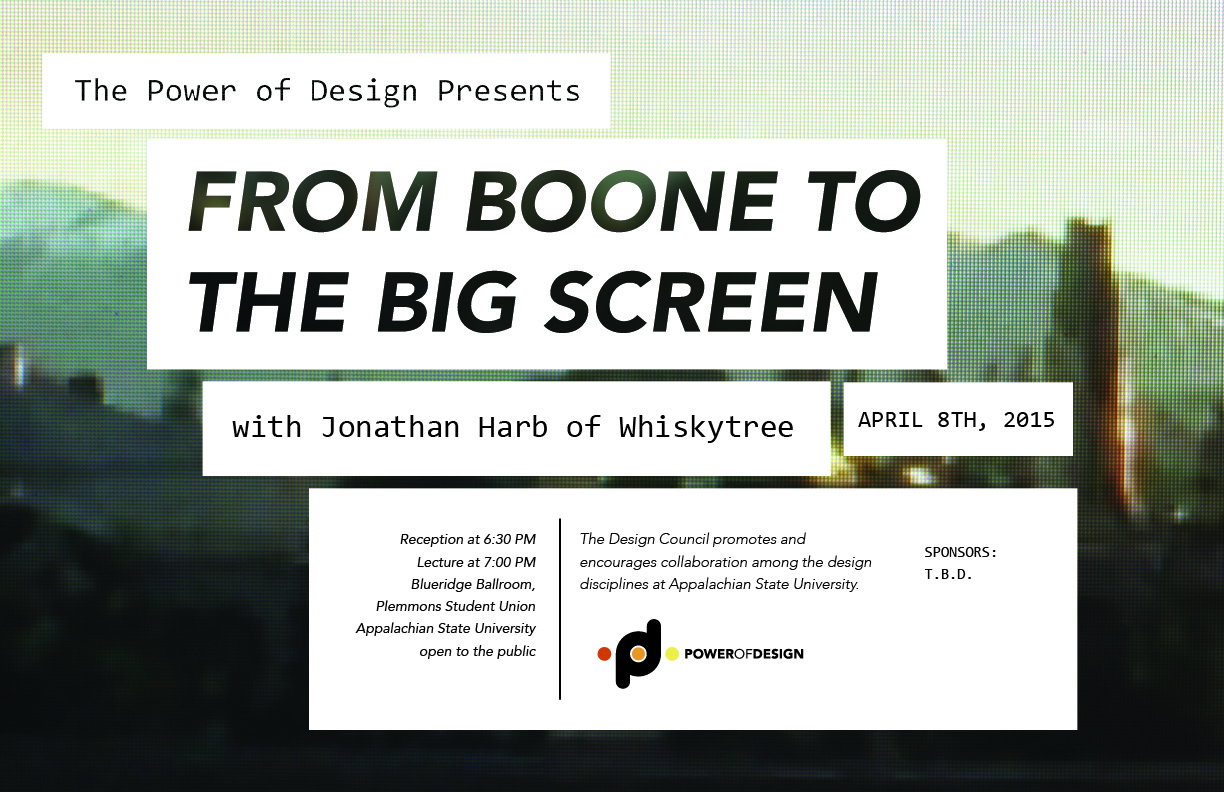 The Power of Design Presents
FROM BOONE TO
THE BIG SCREEN
with Jonathan Harb of Whiskytree
APRIL 8TH, 2015
Reception at 6:30 PM
Lecture at 7:00 PM
Blueridge Ballroom,
Plemmons Student Union
Appalachian State University
open to the public
The Design Council promotes and
encourages collaboration among the design
disciplines at Appalachian State University.
pd
POWEROFDESIGN
SPONSORS:
T.B.D.